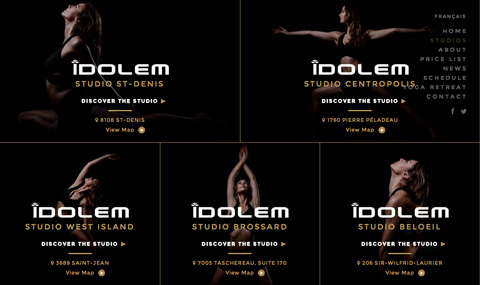 FRANÇAIS
HOME
STUDIOS
ABOUT
PRICE LIST
NEWS
SCHEDULE
YOGA RETREAT
CONTACT
IDOLEM
STUDIO ST-DENIS
DISCOVER THE STUDIO
8108 ST-DENIS
View Map
IDOLEM
STUDIO CENTROPOLIS
DISCOVER THE STUDIO
1760 PIERRE PÉLADEAU
View Map
IDOLEM
STUDIO WEST ISLAND
DISCOVER THE STUDIO
3689 SAINT-JEAN
View Map
IDOLEM
STUDIO BROSSARD
DISCOVER THE STUDIO
7005 TASCHEREAU, SUITE 170
View Map
IDOLEM
STUDIO BELOEIL
DISCOVER THE STUDIO
206 SIR-WILFRID-LAURIER
View Map